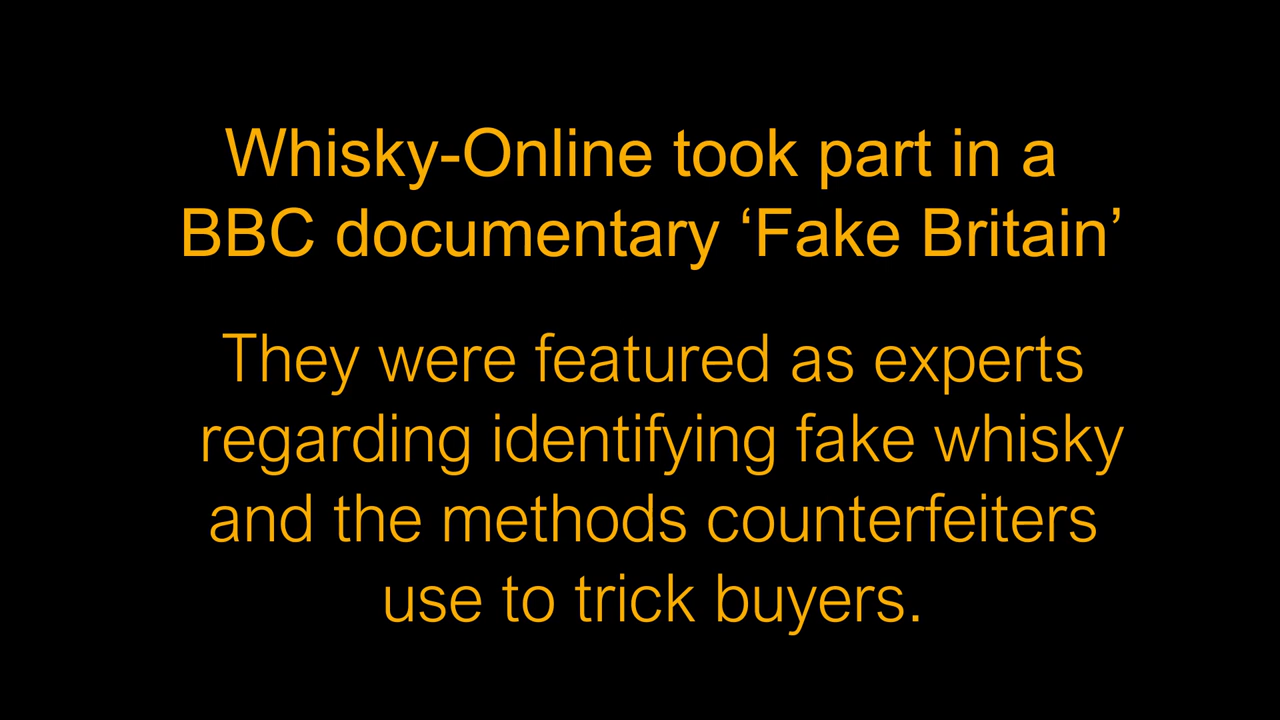 Whisky-Online took part in a
BBC documentary ‘Fake Britain’
They were featured as experts
regarding identifying fake whisky
and the methods counterfeiters
use to trick buyers.